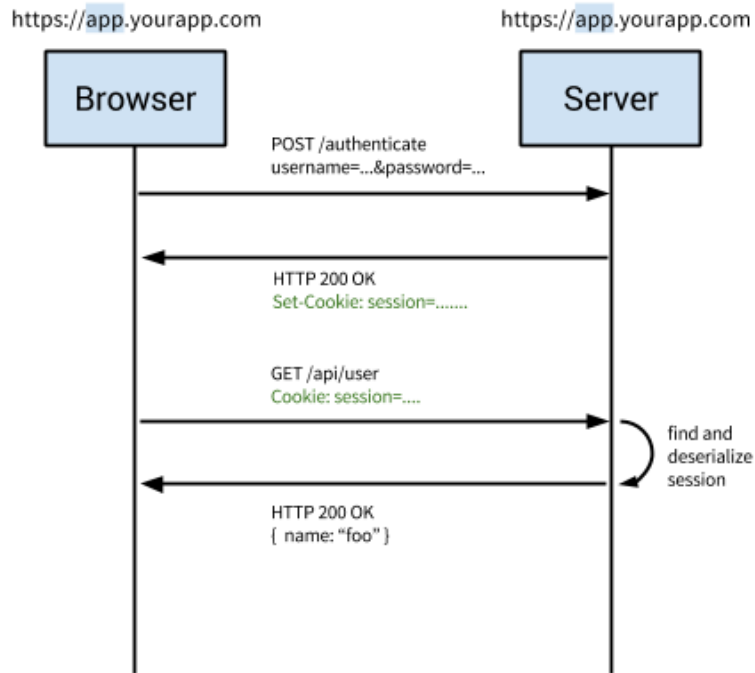 https://app.yourapp.com
https://app.yourapp.com
Browser
Server
POST /authenticate
username=...&password=...
HTTP 200 OK
Set-Cookie: session=.......
GET /api/user
Cookie: session=....
find and
deserialize
session
HTTP 200 OK
{ name: “foo” }